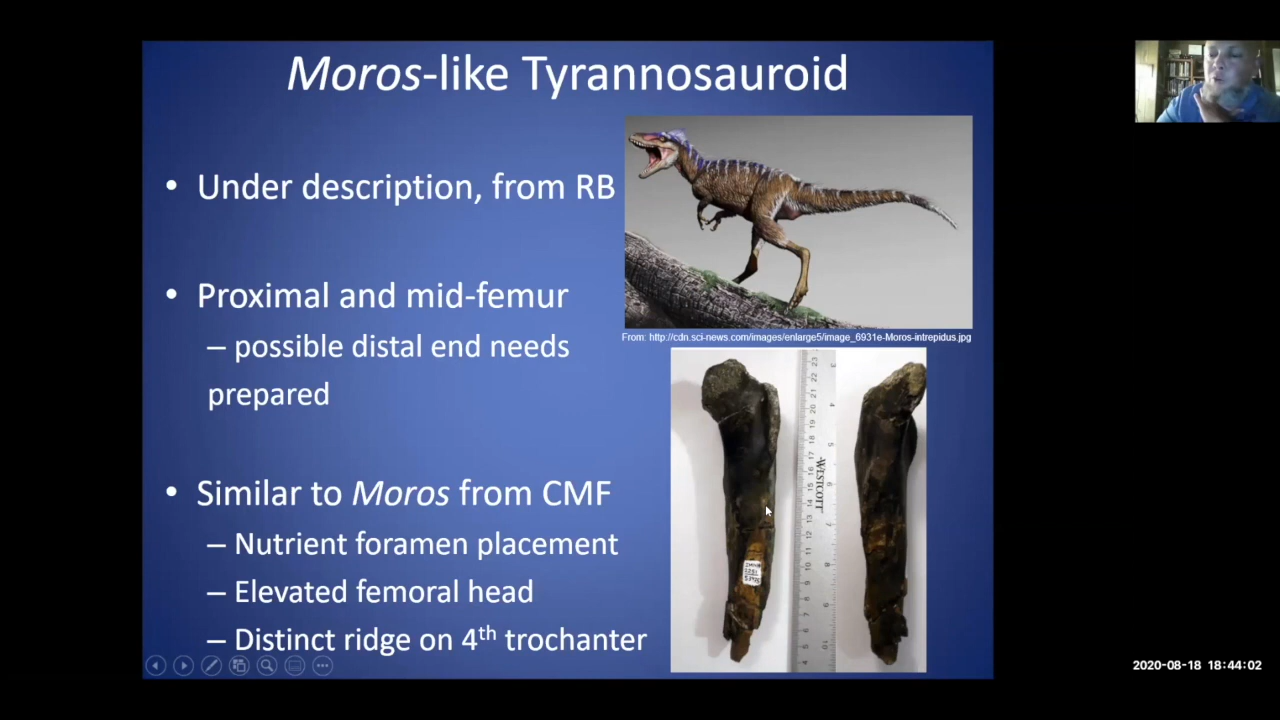 Moros-like Tyrannosauroid
• Under description, from RB
• Proximal and mid-femur
– possible distal end needs
prepared
• Similar to Moros from CMF
– Nutrient foramen placement
– Elevated femoral head
– Distinct ridge on 4th trochanter
From: http://cdn.sci-news.com/images/enlarge5/image_6931e-Moros-intrepidus.jpg
WESTCOTT
2020-08-18 18:44:02